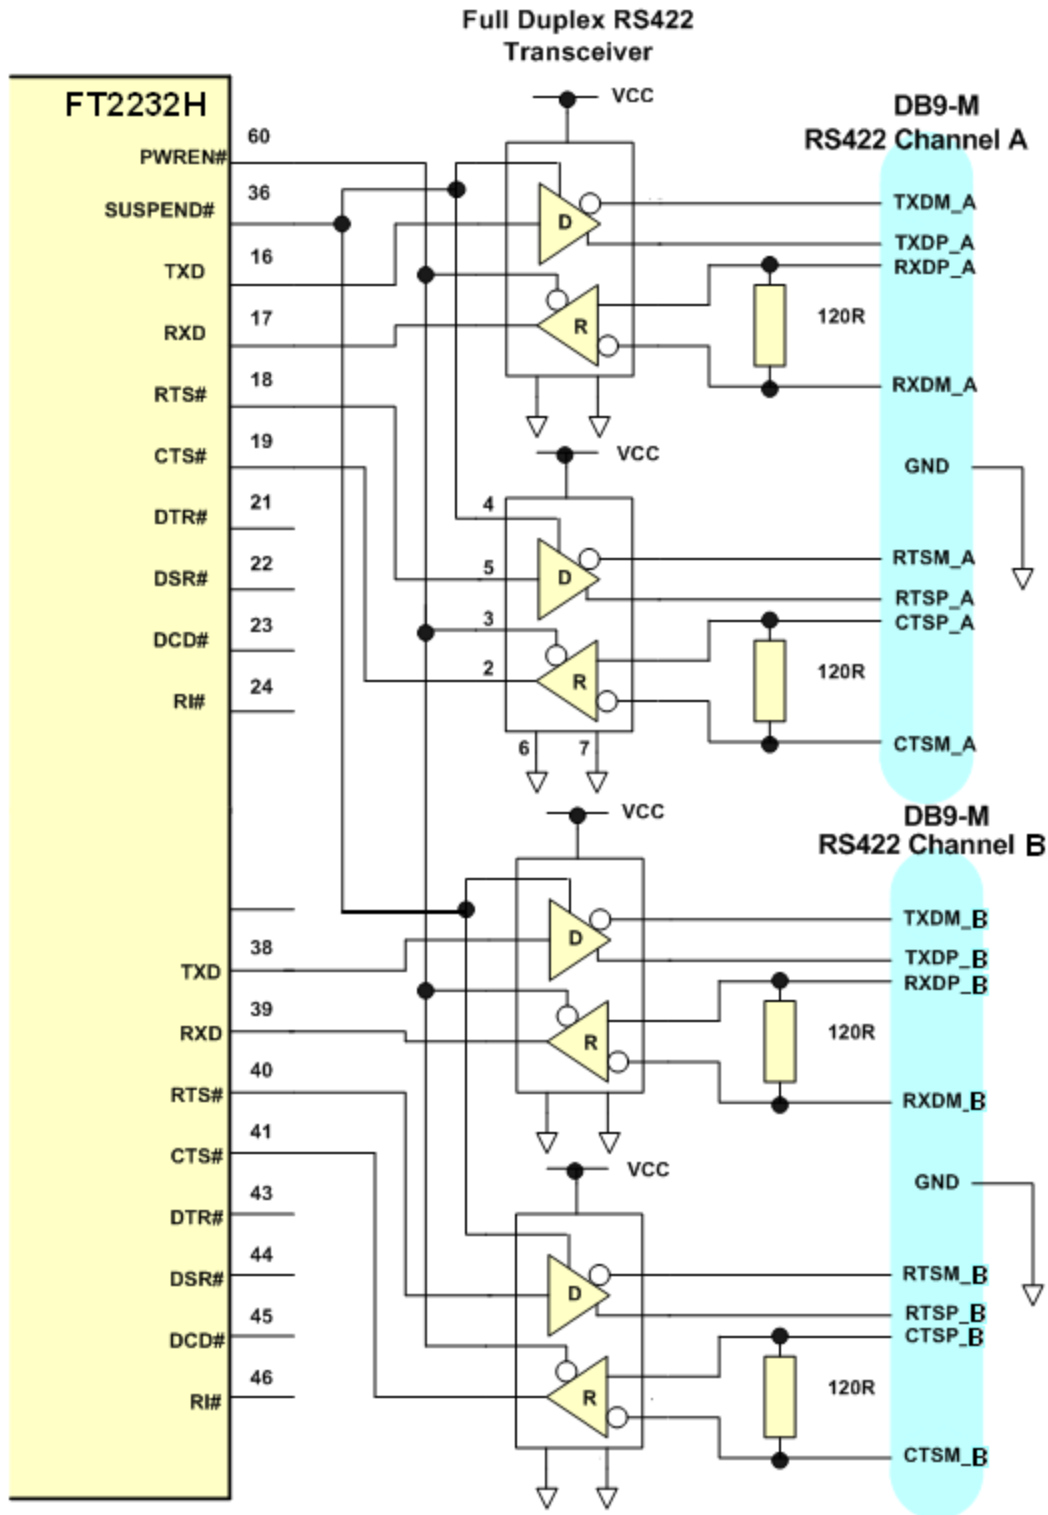 Full Duplex RS422
Transceiver
FT2232H
VCC
DB9-M
RS422 Channel A
60
PWREN#
36
SUSPEND#
16
TXD
17
RXD
18
RTS#
19
CTS#
21
DTR#
22
DSR#
23
DCD#
24
RI#
D
R
TXDM_A
TXDP_A
RXDP_A
120R
RXDM_A
VCC
GND
4
5
3
2
6
7
D
R
RTSM_A
RTSP_A
CTSP_A
120R
CTSM_A
VCC
DB9-M
RS422 Channel B
38
TXD
39
RXD
40
RTS#
41
CTS#
43
DTR#
44
DSR#
45
DCD#
46
RI#
D
R
TXDM_B
TXDP_B
RXDP_B
120R
RXDM_B
VCC
GND
D
R
RTSM_B
RTSP_B
CTSP_B
120R
CTSM_B